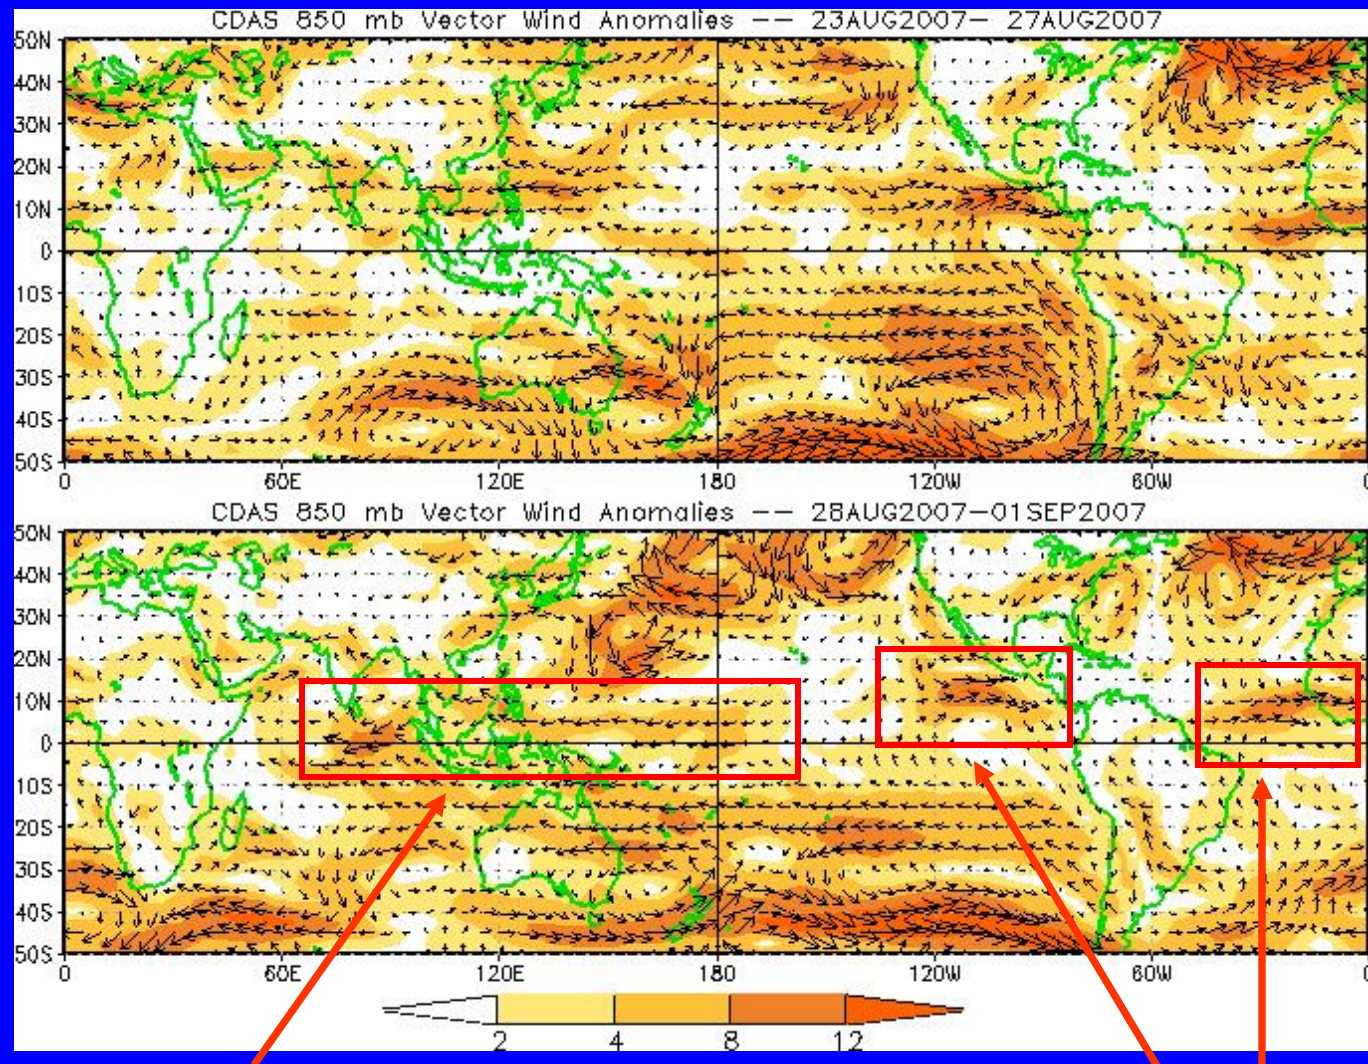 CDAS 850 mb Vector Wind Anomalies -- 23AUG2007- 27AUG2007
50N
40N
30N
20N
10N
0
10S
20S
30S
40S
50S
0 60E 120E 180 120W 60W 0
CDAS 850 mb Vector Wind Anomalies -- 28AUG2007-01SEP2007
50N
40N
30N
20N
10N
0
10S
20S
30S
40S
50S
0 60E 120E 180 120W 60W 0
2 4 8 12